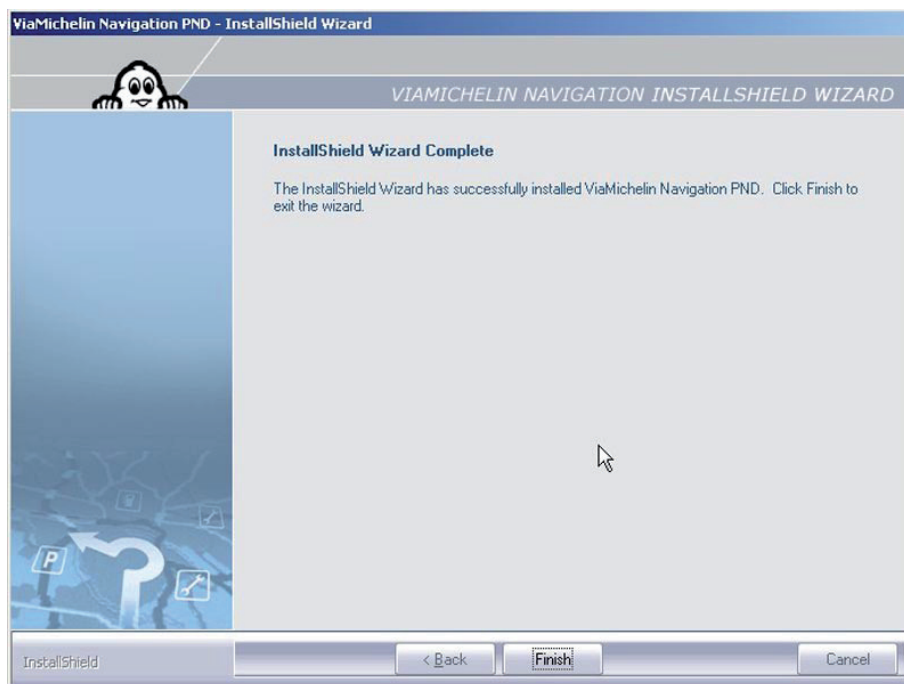 ViaMichelin Navigation PND - InstallShield Wizard
VIAMICHELIN NAVIGATION INSTALLSHIELD WIZARD
InstallShield Wizard Complete
The InstallShield Wizard has successfully installed ViaMichelin Navigation PND. Click Finish to
exit the wizard.
P
InstallShield
< Back
Finish
Cancel